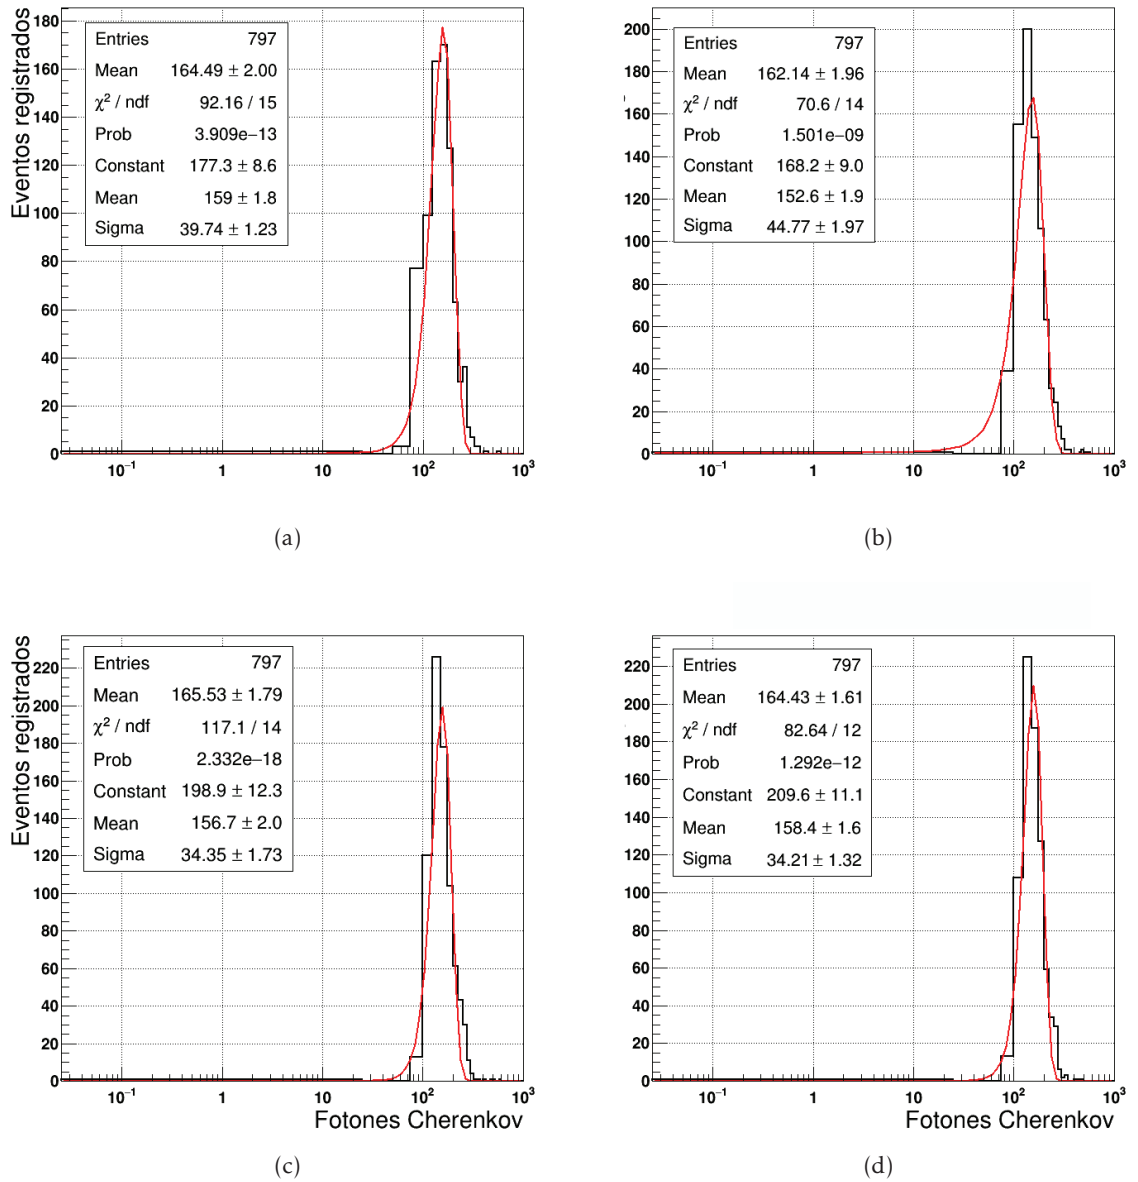 Eventos registrados
180
160
140
120
100
80
60
40
20
0
Entries 797
Mean 164.49 ± 2.00
χ² / ndf 92.16 / 15
Prob 3.909e−13
Constant 177.3 ± 8.6
Mean 159 ± 1.8
Sigma 39.74 ± 1.23
10⁻¹ 1 10 10² 10³
(a)
200
180
160
140
120
100
80
60
40
20
0
Entries 797
Mean 162.14 ± 1.96
χ² / ndf 70.6 / 14
Prob 1.501e−09
Constant 168.2 ± 9.0
Mean 152.6 ± 1.9
Sigma 44.77 ± 1.97
10⁻¹ 1 10 10² 10³
(b)
Eventos registrados
220
200
180
160
140
120
100
80
60
40
20
0
Entries 797
Mean 165.53 ± 1.79
χ² / ndf 117.1 / 14
Prob 2.332e−18
Constant 198.9 ± 12.3
Mean 156.7 ± 2.0
Sigma 34.35 ± 1.73
10⁻¹ 1 10 10² 10³
Fotones Cherenkov
(c)
220
200
180
160
140
120
100
80
60
40
20
0
Entries 797
Mean 164.43 ± 1.61
χ² / ndf 82.64 / 12
Prob 1.292e−12
Constant 209.6 ± 11.1
Mean 158.4 ± 1.6
Sigma 34.21 ± 1.32
10⁻¹ 1 10 10² 10³
Fotones Cherenkov
(d)